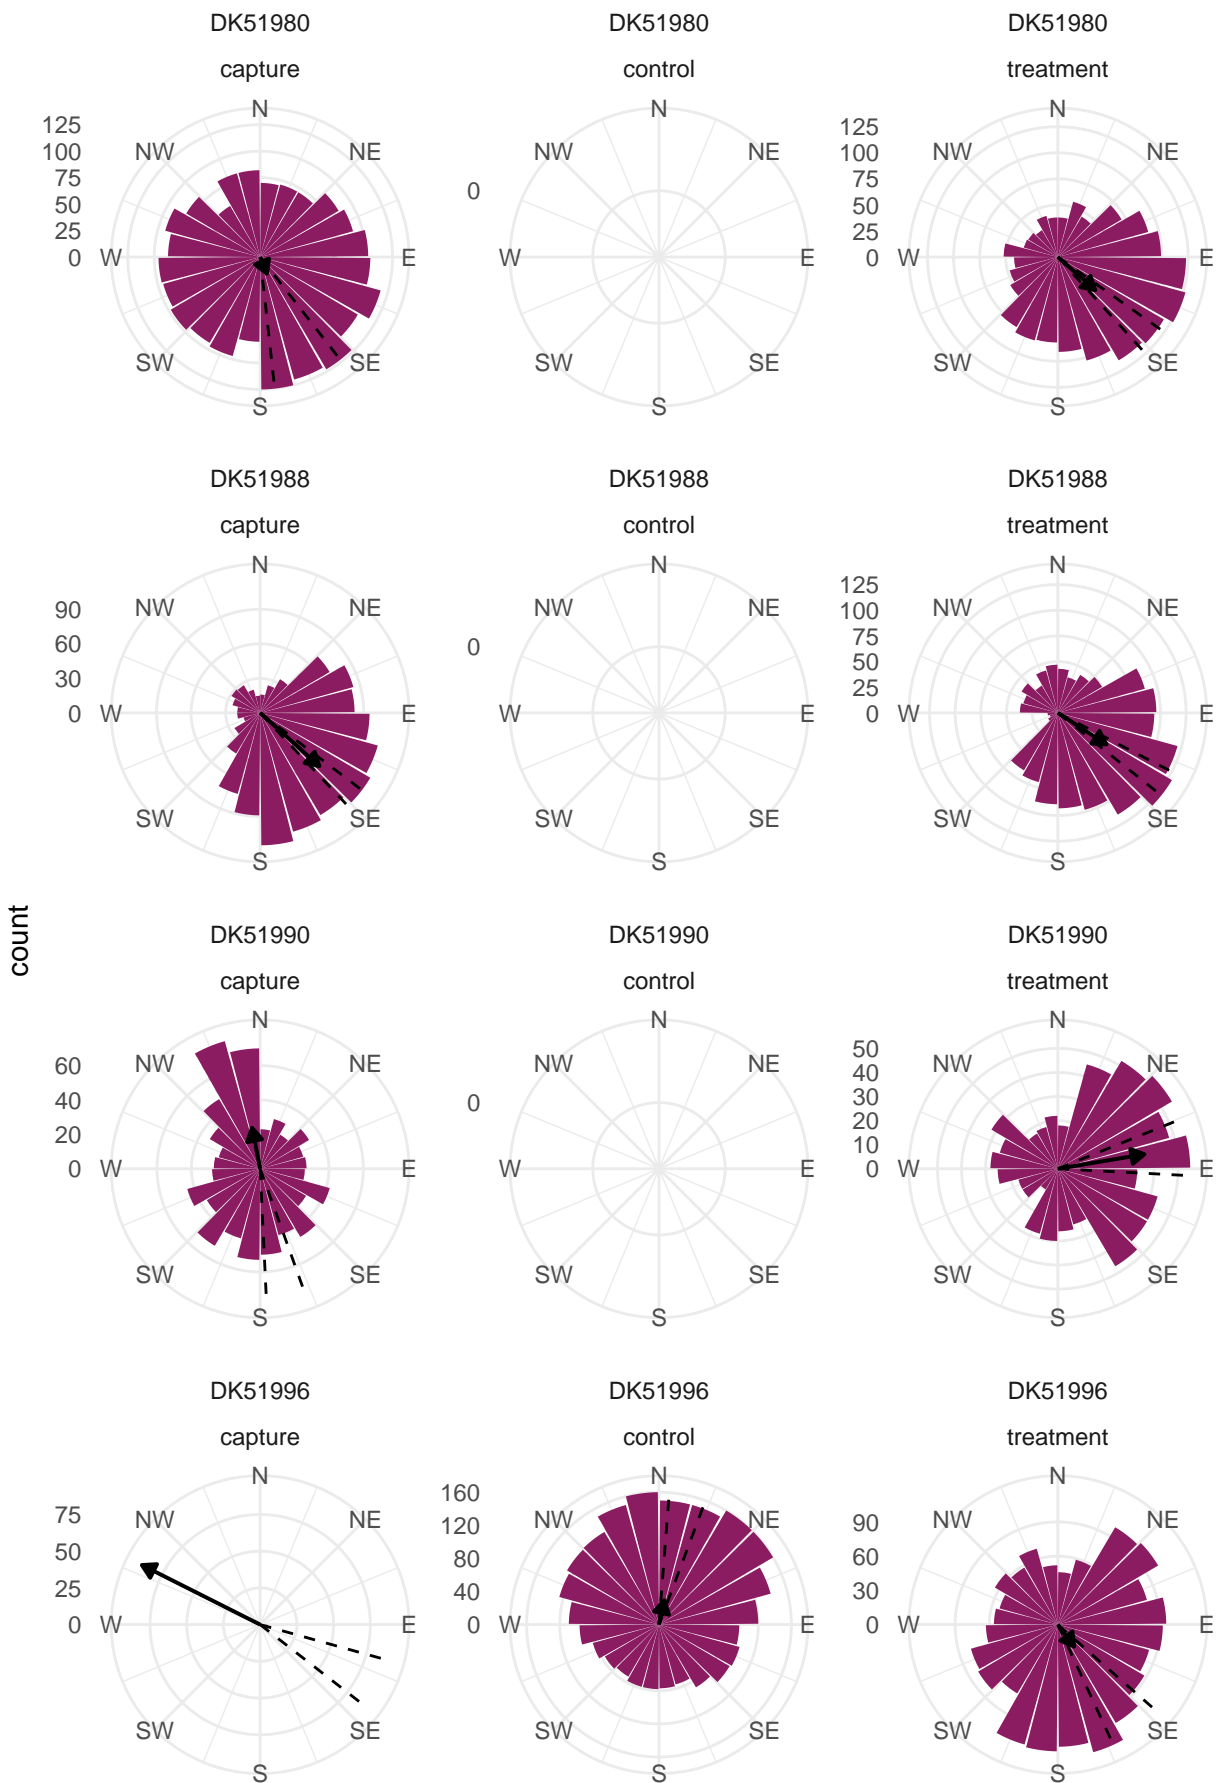 DK51980
capture
125
100
75
50
25
0
N
NE
E
SE
S
SW
W
NW
DK51980
control
0
N
NE
E
SE
S
SW
W
NW
DK51980
treatment
125
100
75
50
25
0
N
NE
E
SE
S
SW
W
NW
DK51988
capture
90
60
30
0
N
NE
E
SE
S
SW
W
NW
DK51988
control
0
N
NE
E
SE
S
SW
W
NW
DK51988
treatment
125
100
75
50
25
0
N
NE
E
SE
S
SW
W
NW
count
DK51990
capture
60
40
20
0
N
NE
E
SE
S
SW
W
NW
DK51990
control
0
N
NE
E
SE
S
SW
W
NW
DK51990
treatment
50
40
30
20
10
0
N
NE
E
SE
S
SW
W
NW
DK51996
capture
75
50
25
0
N
NE
E
SE
S
SW
W
NW
DK51996
control
160
120
80
40
0
N
NE
E
SE
S
SW
W
NW
DK51996
treatment
90
60
30
0
N
NE
E
SE
S
SW
W
NW